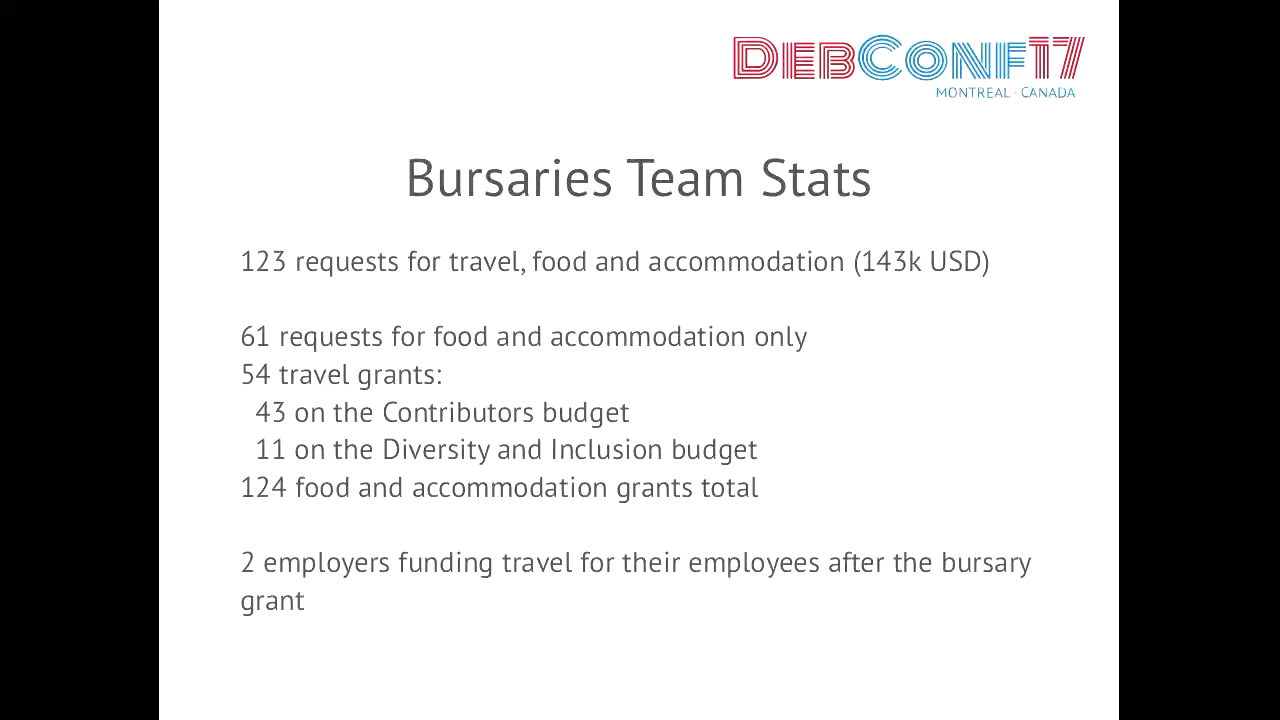 DEBCONF17
MONTREAL · CANADA
Bursaries Team Stats
123 requests for travel, food and accommodation (143k USD)
61 requests for food and accommodation only
54 travel grants:
43 on the Contributors budget
11 on the Diversity and Inclusion budget
124 food and accommodation grants total
2 employers funding travel for their employees after the bursary
grant